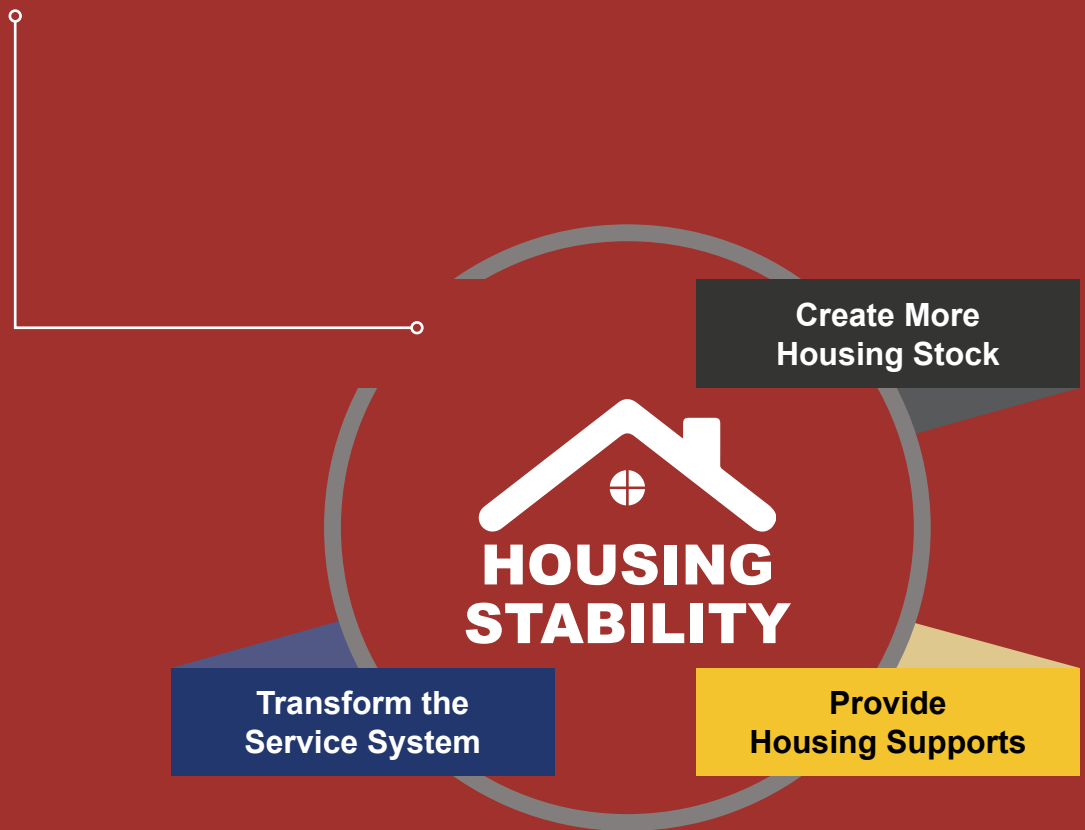 Create More
Housing Stock
HOUSING
STABILITY
Transform the
Service System
Provide
Housing Supports